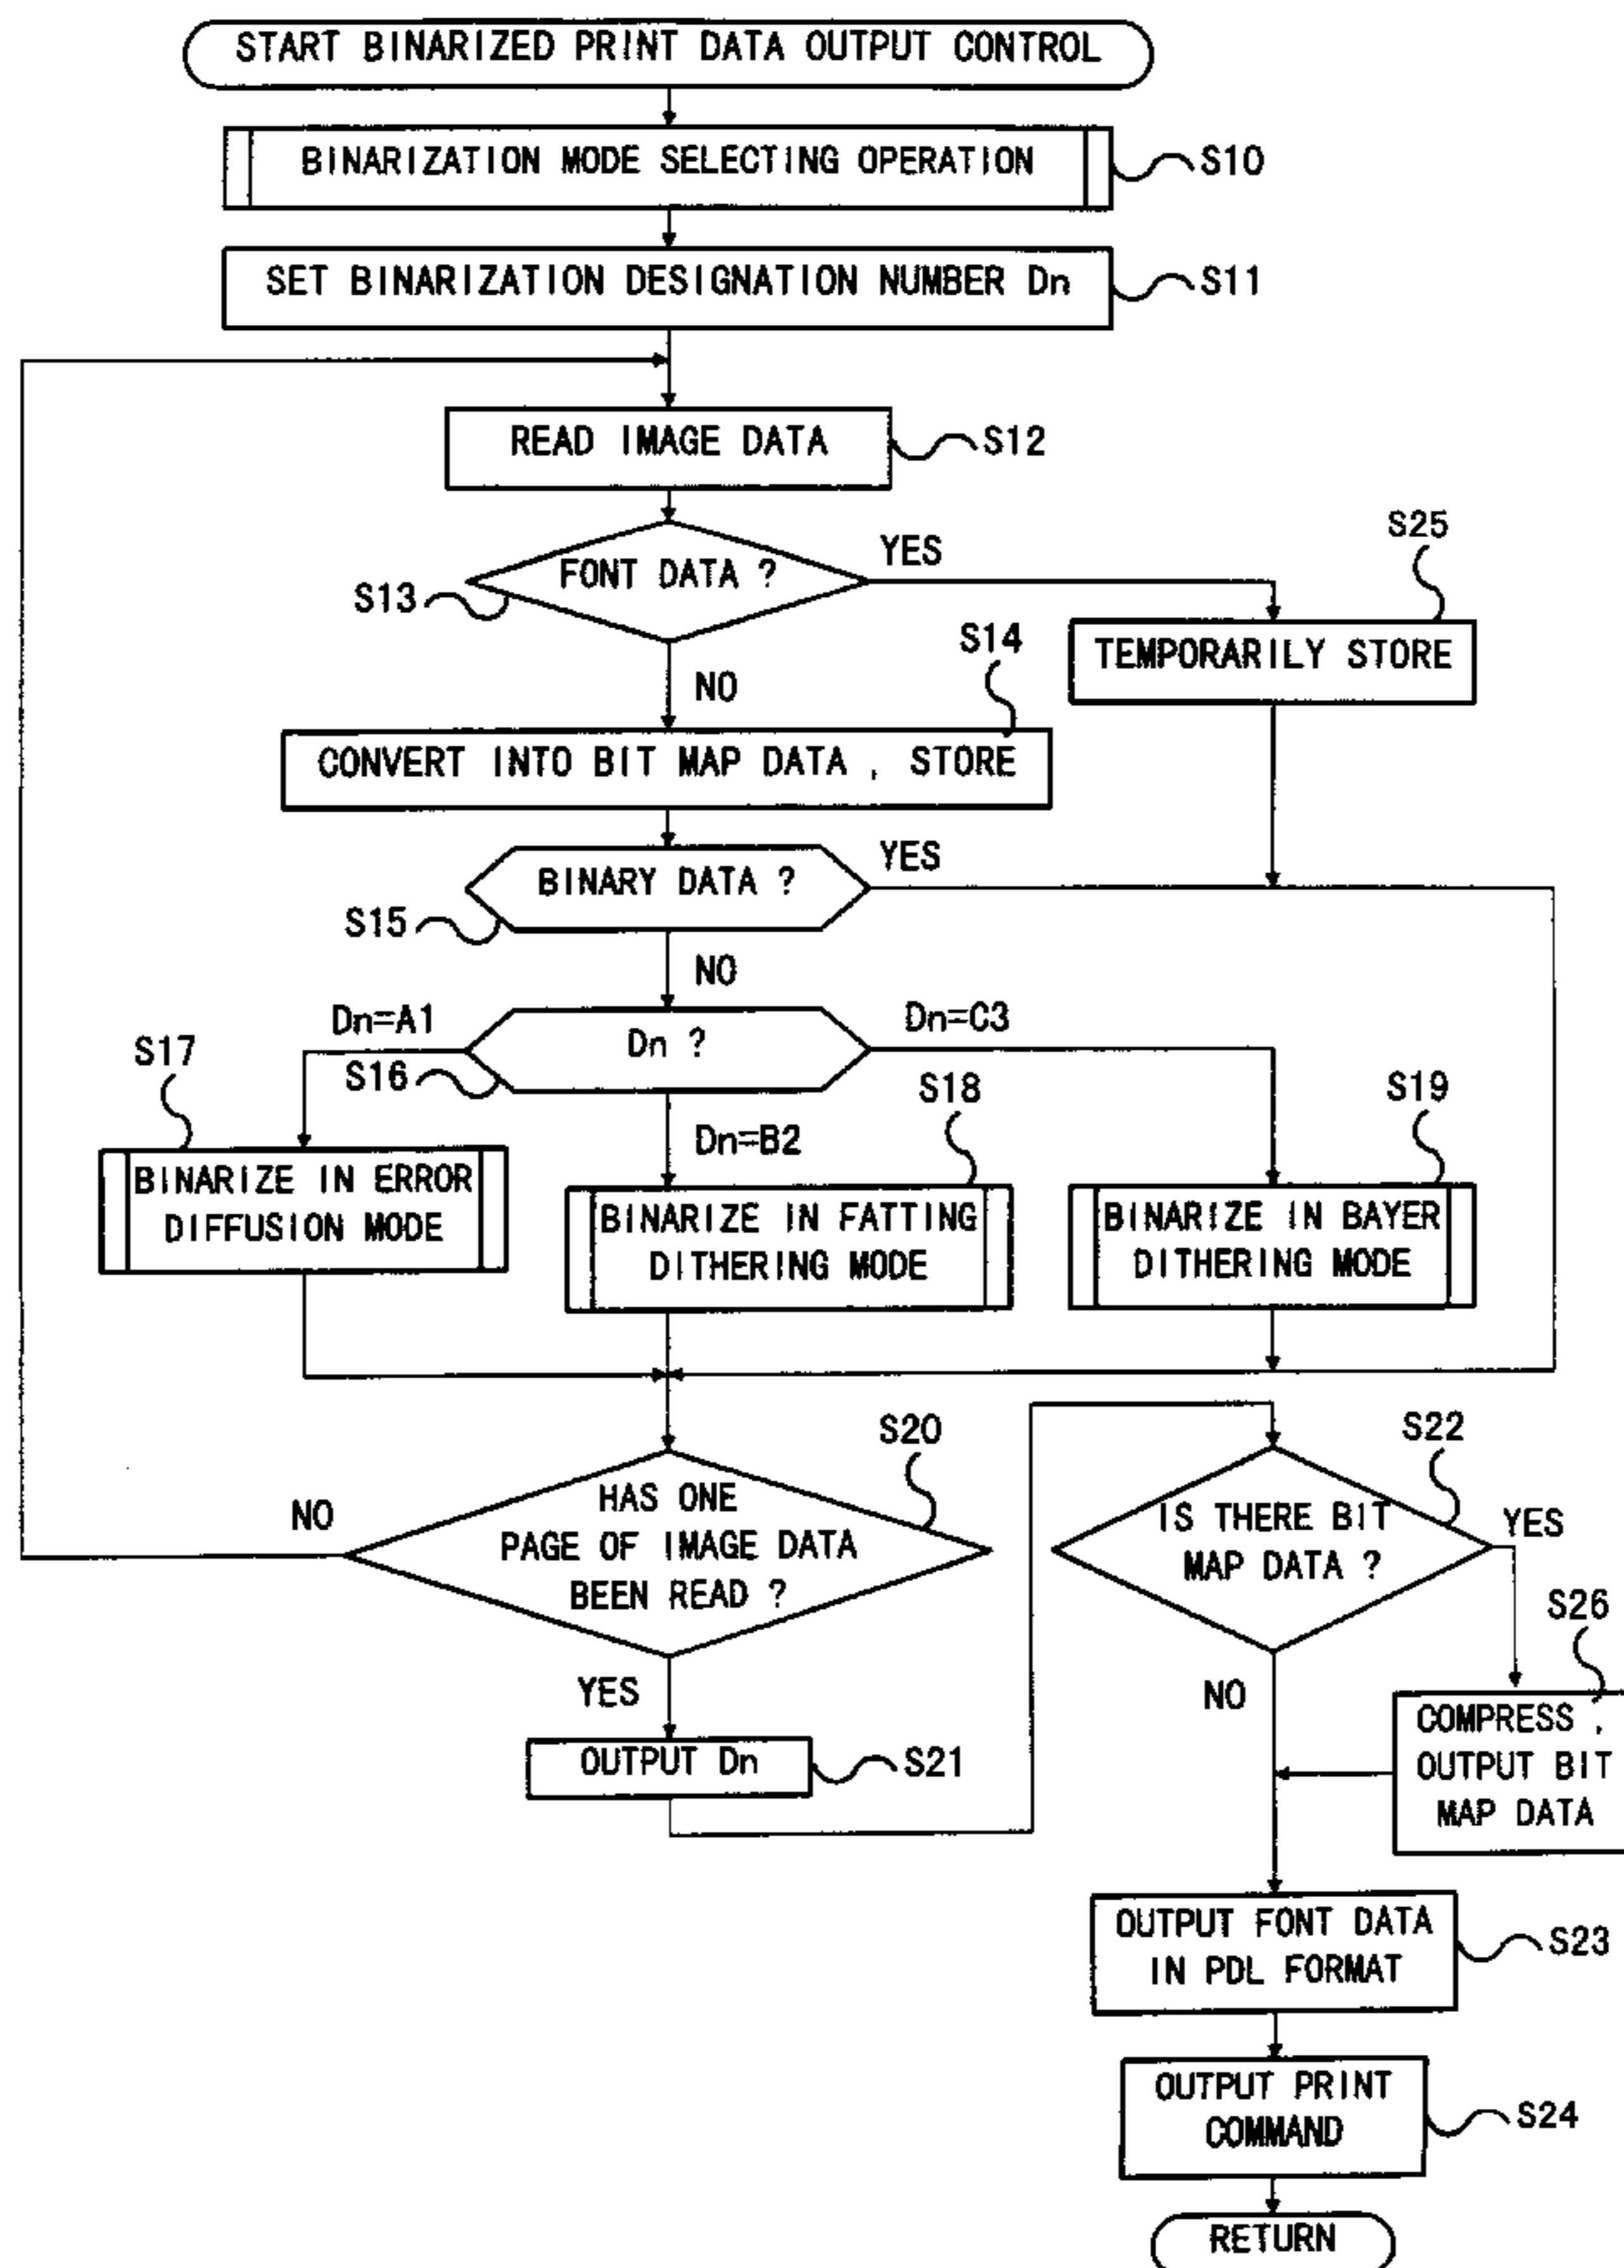 START BINARIZED PRINT DATA OUTPUT CONTROL
BINARIZATION MODE SELECTING OPERATION
S10
SET BINARIZATION DESIGNATION NUMBER Dn
S11
READ IMAGE DATA
S12
FONT DATA ?
YES
S13
NO
S25
TEMPORARILY STORE
S14
CONVERT INTO BIT MAP DATA , STORE
BINARY DATA ?
YES
S15
NO
Dn ?
S16
Dn=A1
Dn=B2
Dn=C3
S17
BINARIZE IN ERROR
DIFFUSION MODE
S18
BINARIZE IN FATTING
DITHERING MODE
S19
BINARIZE IN BAYER
DITHERING MODE
S20
HAS ONE
PAGE OF IMAGE DATA
BEEN READ ?
NO
YES
OUTPUT Dn
S21
S22
IS THERE BIT
MAP DATA ?
YES
NO
S26
COMPRESS ,
OUTPUT BIT
MAP DATA
OUTPUT FONT DATA
IN PDL FORMAT
S23
OUTPUT PRINT
COMMAND
S24
RETURN